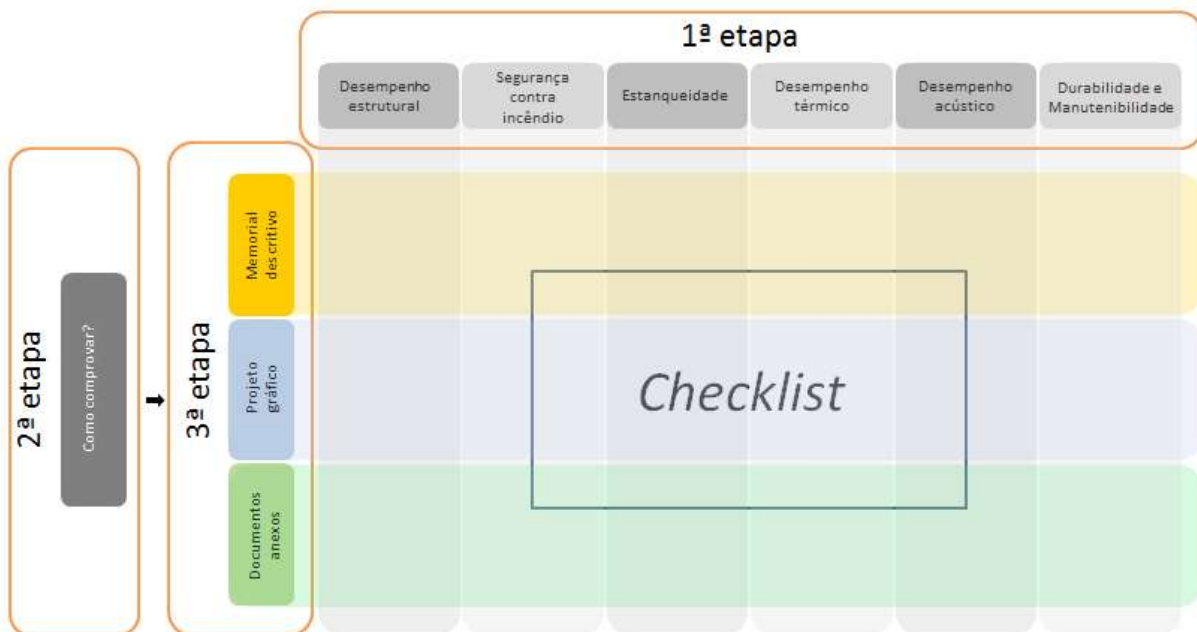 1ª etapa
Desempenho
estrutural
Segurança
contra
incêndio
Estanqueidade
Desempenho
térmico
Desempenho
acústico
Durabilidade e
Manutenibilidade
2ª etapa
Como comprovar?
3ª etapa
Memorial
descritivo
Projeto
gráfico
Documentos
anexos
Checklist